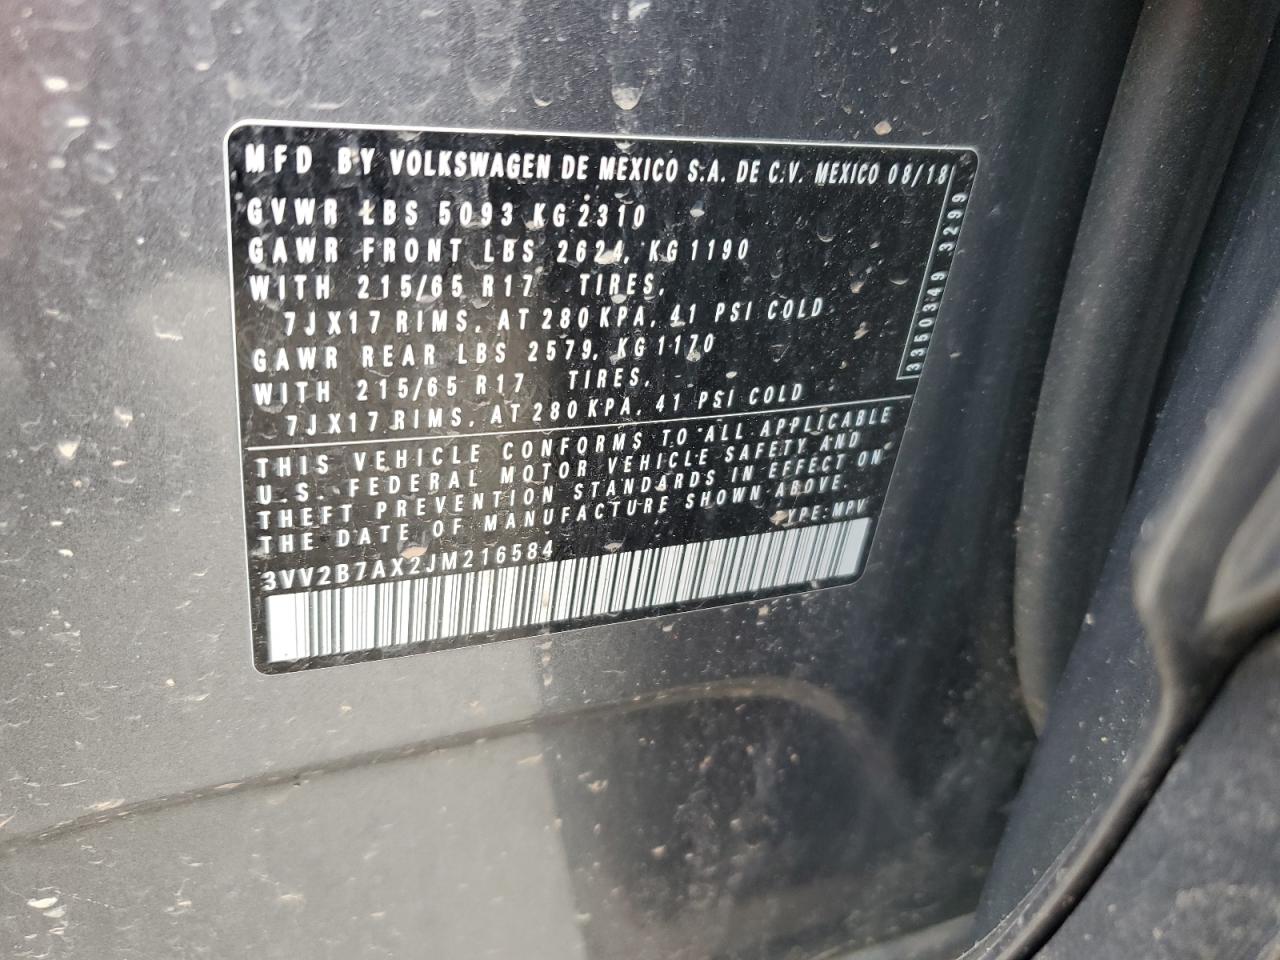 MFD BY VOLKSWAGEN DE MEXICO S.A. DE C.V. MEXICO 08/18
GVWR LBS 5093 KG 2310
GAWR FRONT LBS 2624, KG 1190
WITH 215/65 R17 TIRES,
7JX17 RIMS, AT 280 KPA, 41 PSI COLD
GAWR REAR LBS 2579, KG 1170
WITH 215/65 R17 TIRES,
7JX17 RIMS, AT 280 KPA, 41 PSI COLD
3350349 3299
THIS VEHICLE CONFORMS TO ALL APPLICABLE
U.S. FEDERAL MOTOR VEHICLE SAFETY AND
THEFT PREVENTION STANDARDS IN EFFECT ON
THE DATE OF MANUFACTURE SHOWN ABOVE.
TYPE: MPV
3VV2B7AX2JM216584